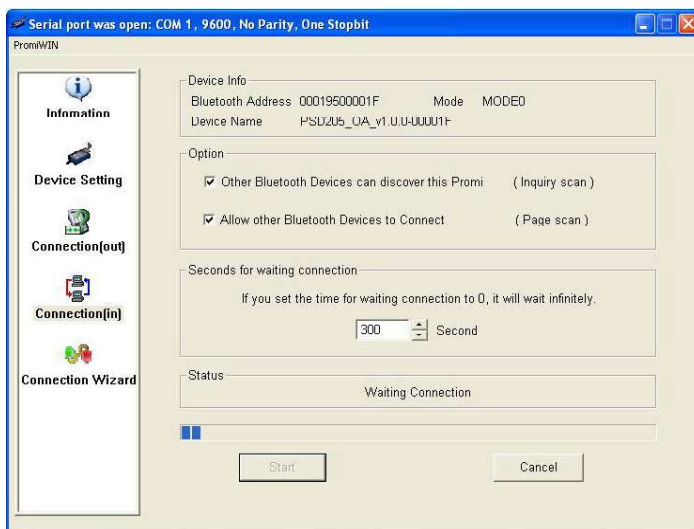 Serial port was open: COM 1, 9600, No Parity, One Stopbit
PromiWIN
Infomation
Device Setting
Connection(out)
Connection(in)
Connection Wizard
Device Info
Bluetooth Address 00019500001F Mode MODE0
Device Name PSD205_OA_v1.0.0-00001F
Option
Other Bluetooth Devices can discover this Promi ( Inquiry scan )
Allow other Bluetooth Devices to Connect ( Page scan )
Seconds for waiting connection
If you set the time for waiting connection to 0, it will wait infinitely.
300 Second
Status
Waiting Connection
Start Cancel